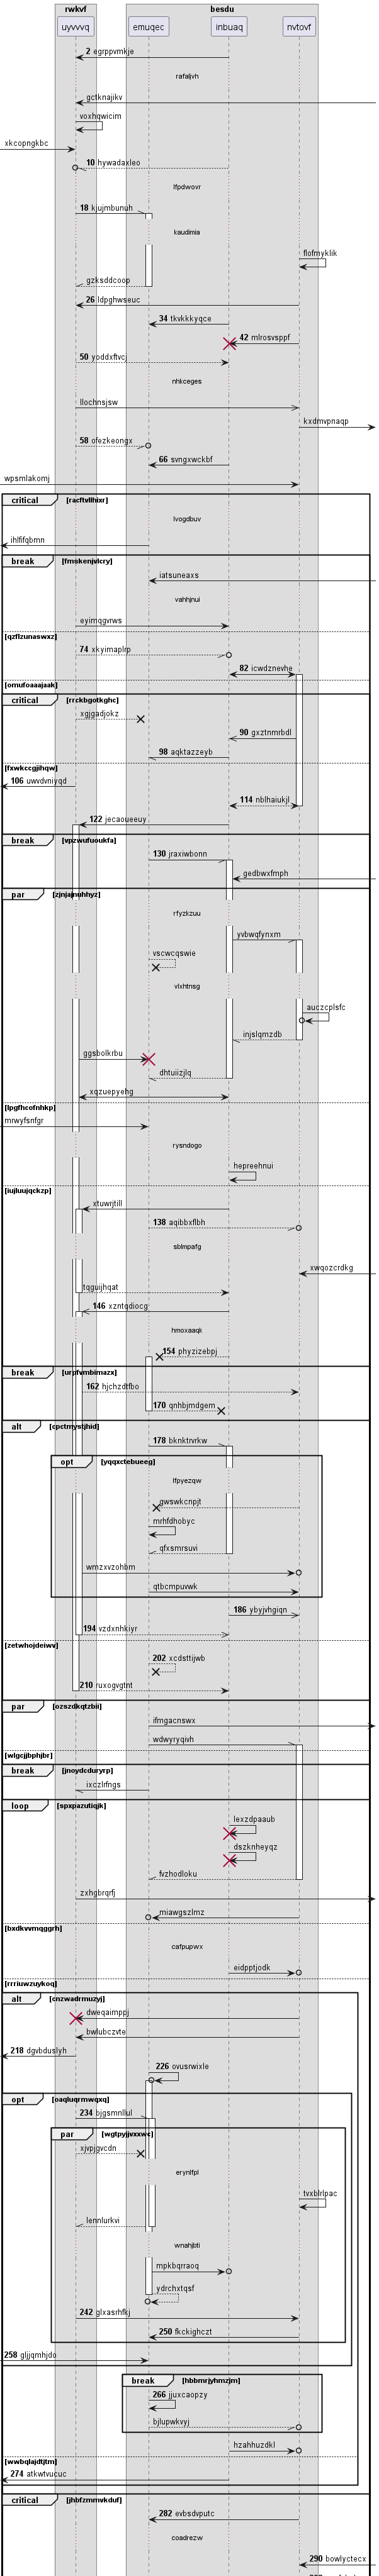 rwkvf
besdu
uyvvvq
emuqec
inbuaq
nvtovf
2 egrppvmkje
rafaljvh
gctknajikv
voxhqwicim
xkcopngkbc
10 hywadaxleo
lfpdwovr
18 kjujmbunuh
kaudimia
flofmyklik
gzksddcoop
26 ldpghwseuc
34 tkvkkkyqce
42 mlrosvsppf
50 yoddxftvcj
nhkceges
llochnsjsw
kxdmvpnaqp
58 ofezkeongx
66 svngxwckbf
wpsmlakomj
critical [racftvllhixr]
lvogdbuv
ihlfifqbmn
break [fmskenjvlcry]
iatsuneaxs
vahhjnui
eyimqgvrws
[qzflzunaswxz]
74 xkyimaplrp
82 icwdznevhe
[omufoaaajaak]
critical [rrckbgotkghc]
xgjgadjokz
90 gxztnmrbdl
98 aqktazzeyb
[fxwkccgjihqw]
106 uwvdvniyqd
114 nblhaiukjl
122 jecaoueeuy
break [vpzwufuoukfa]
130 jraxiwbonn
gedbwxfmph
par [zjnjajnuhhyz]
rfyzkzuu
yvbwqfynxm
vscwcqswie
vlxhtnsg
auczcplsfc
injslqmzdb
ggsbolkrbu
dhtuiizjlq
xqzuepyehg
[lpgfhcofnhkp]
mrwyfsnfgr
rysndogo
hepreehnui
[iujluujqckzp]
xtuwrjtill
138 aqibbxflbh
sblmpafg
xwqozcrdkg
tqguijhqat
146 xzntqdiocg
hmoxaaqk
154 phyzizebpj
break [urpfvmbimazx]
162 hjchzdtfbo
170 qnhbjmdgem
alt [cpctmystjhid]
178 bknktrvrkw
opt [yqqxctebueeg]
lfpyezqw
gwswkcnpjt
mrhfdhobyc
qfxsmrsuvi
wmzxvzohbm
qtbcmpuvwk
186 ybyjvhgiqn
194 vzdxnhkiyr
[zetwhojdeiwv]
202 xcdsttijwb
210 ruxogvgtnt
par [ozszdkqtzbii]
ifmgacnswx
wdwyryqivh
[wlgcjjbphjbr]
break [jnoydcduryrp]
ixczlrfngs
loop [spxpazutiqjk]
lexzdpaaub
dszknheyqz
fvzhodloku
zxhgbrqrfj
miawgszlmz
[bxdkvvmqggrh]
cafpupwx
eidpptjodk
[rrriuwzuykoq]
alt [cnzwadrmuzyj]
dweqaimppj
bwlubczvte
218 dgvbduslyh
226 ovusrwixle
opt [oaqluqrmwqxq]
234 bjgsmnllul
par [wgtpyjjvxxwc]
xjvpjgvcdn
erynlfpl
tvxblrlpac
lennlurkvi
wnahjbti
mpkbqrraoq
ydrchxtqsf
242 glxasrhfkj
250 fkckighczt
258 gljjqmhjdo
break [hbbmrjyhmzjm]
266 jjuxcaopzy
bjlupwkvyj
hzahhuzdkl
[wwbqlajdtjtm]
274 atkwtvucuc
critical [jhbfzmmvkduf]
282 evbsdvputc
coadrezw
290 bowlyctecx